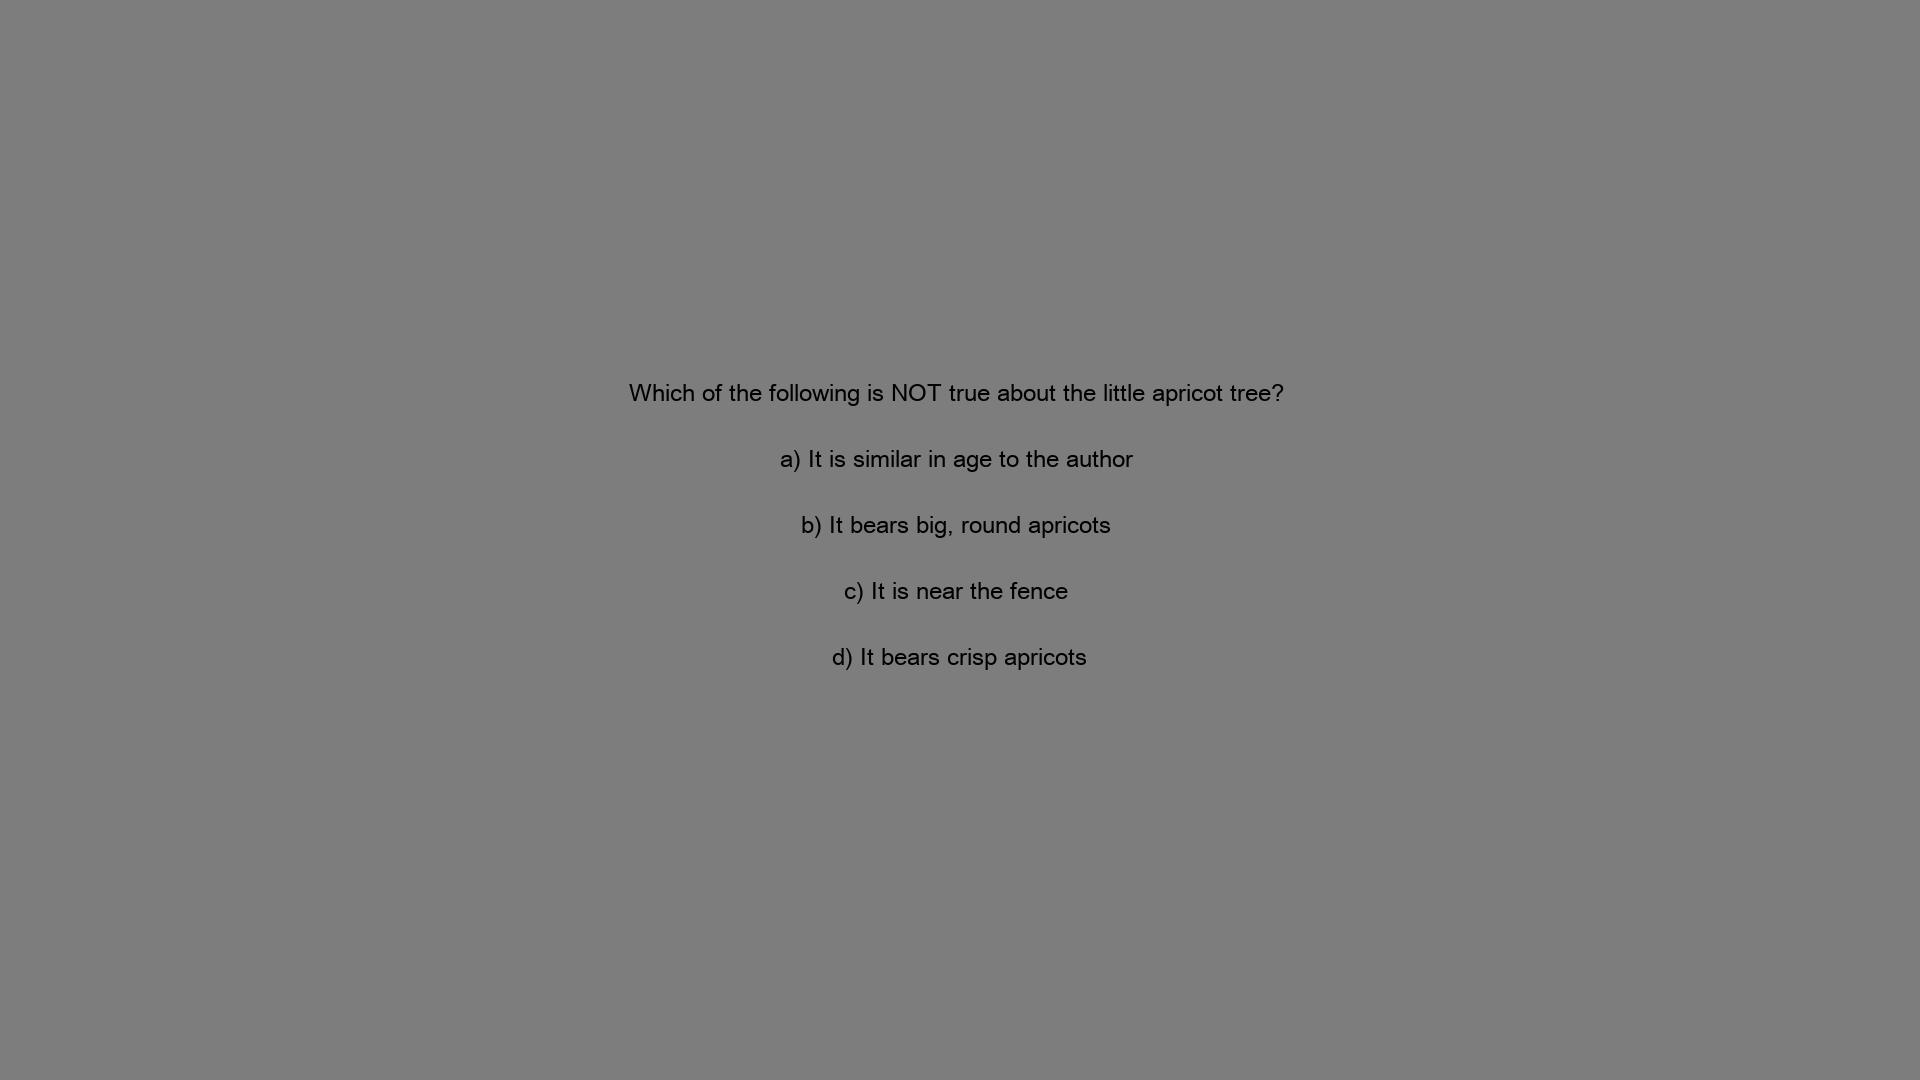 Which of the following is NOT true about the little apricot tree?
a) It is similar in age to the author
b) It bears big, round apricots
c) It is near the fence
d) It bears crisp apricots